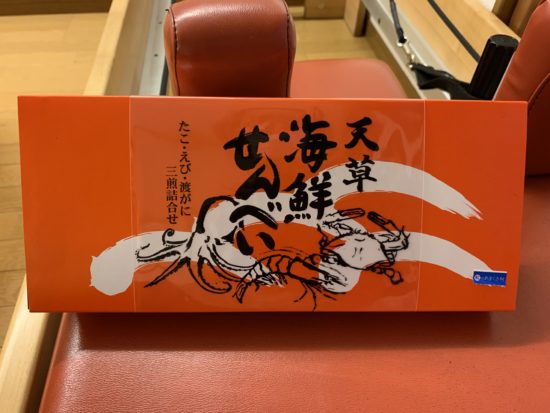 天草
海鮮
せんべい
たこ・えび・渡がに
三煎詰合せ